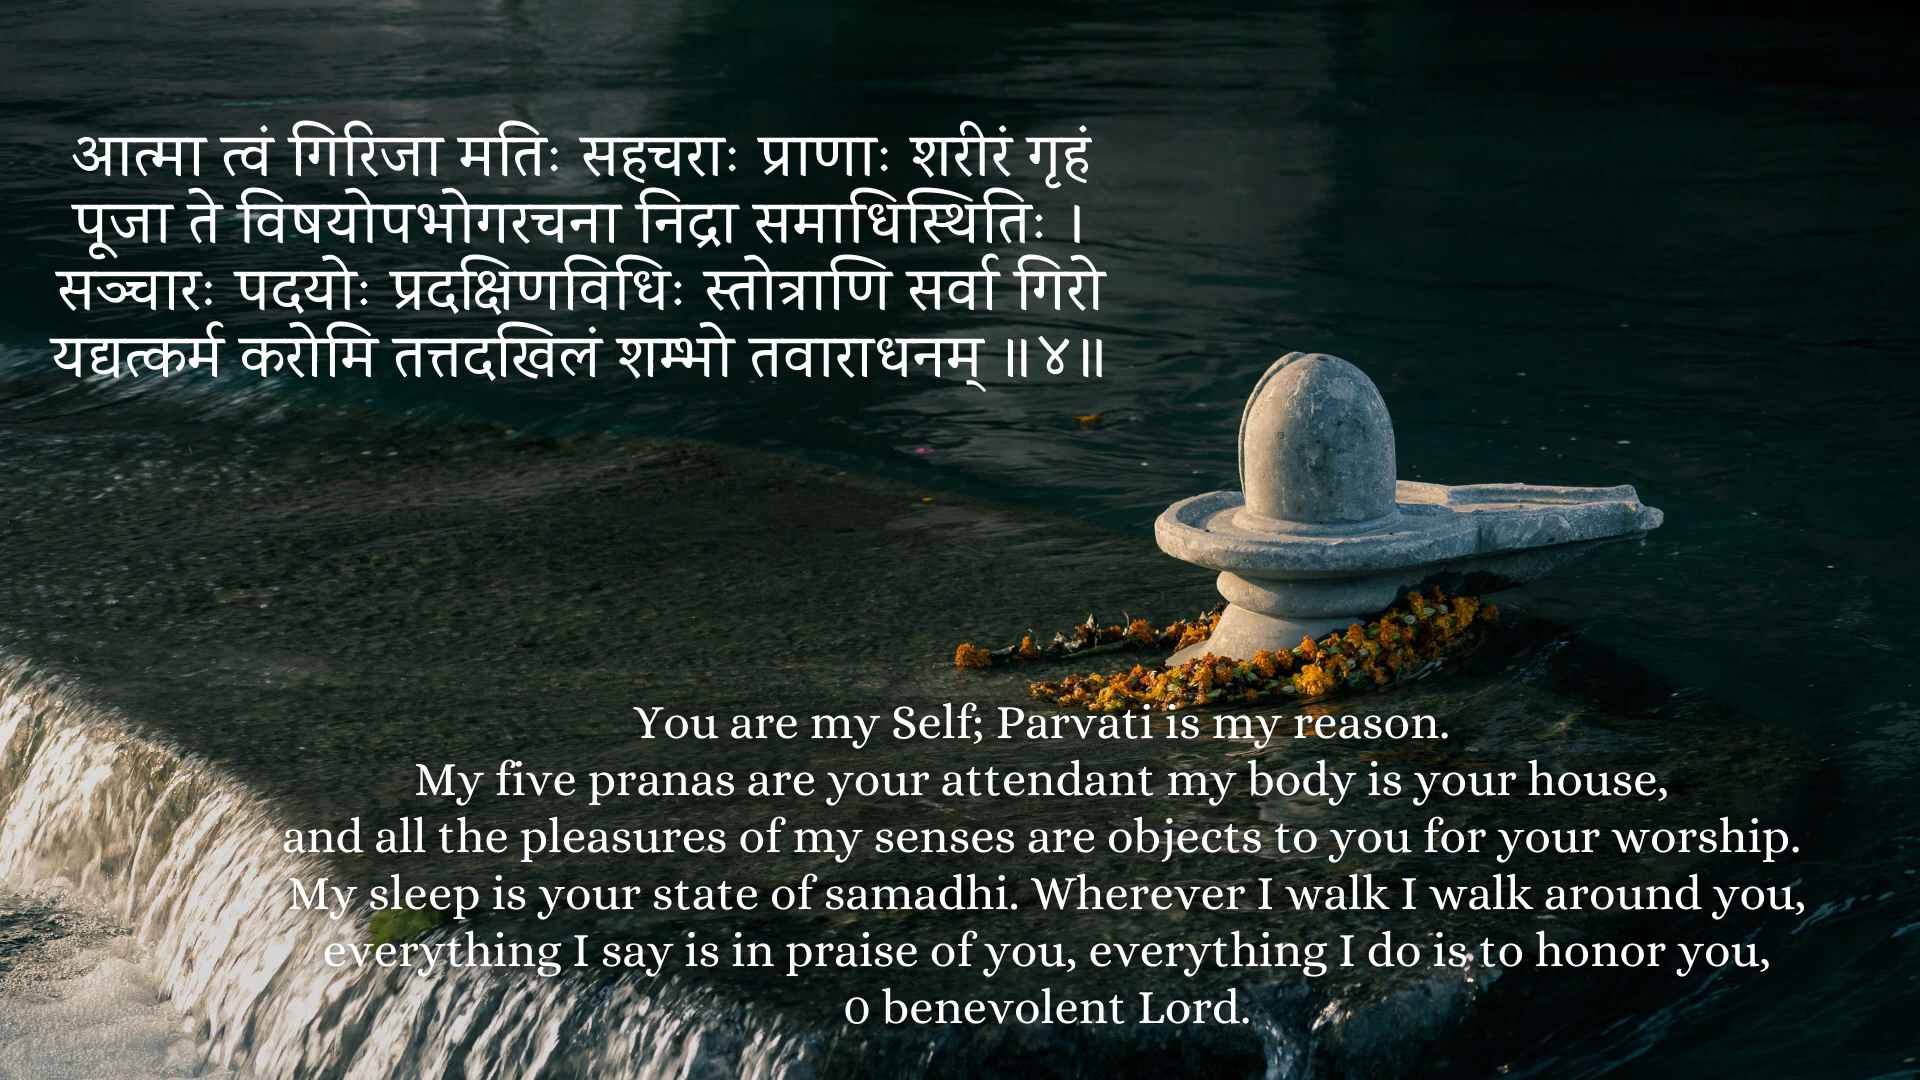 आत्मा त्वं गिरिजा मतिः सहचराः प्राणाः शरीरं गृहं
पूजा ते विषयोपभोगरचना निद्रा समाधिस्थितिः ।
सञ्चारः पदयोः प्रदक्षिणविधिः स्तोत्राणि सर्वा गिरो
यद्यत्कर्म करोमि तत्तदखिलं शम्भो तवाराधनम् ॥४॥
You are my Self; Parvati is my reason.
My five pranas are your attendant my body is your house,
and all the pleasures of my senses are objects to you for your worship.
My sleep is your state of samadhi. Wherever I walk I walk around you,
everything I say is in praise of you, everything I do is to honor you,
0 benevolent Lord.